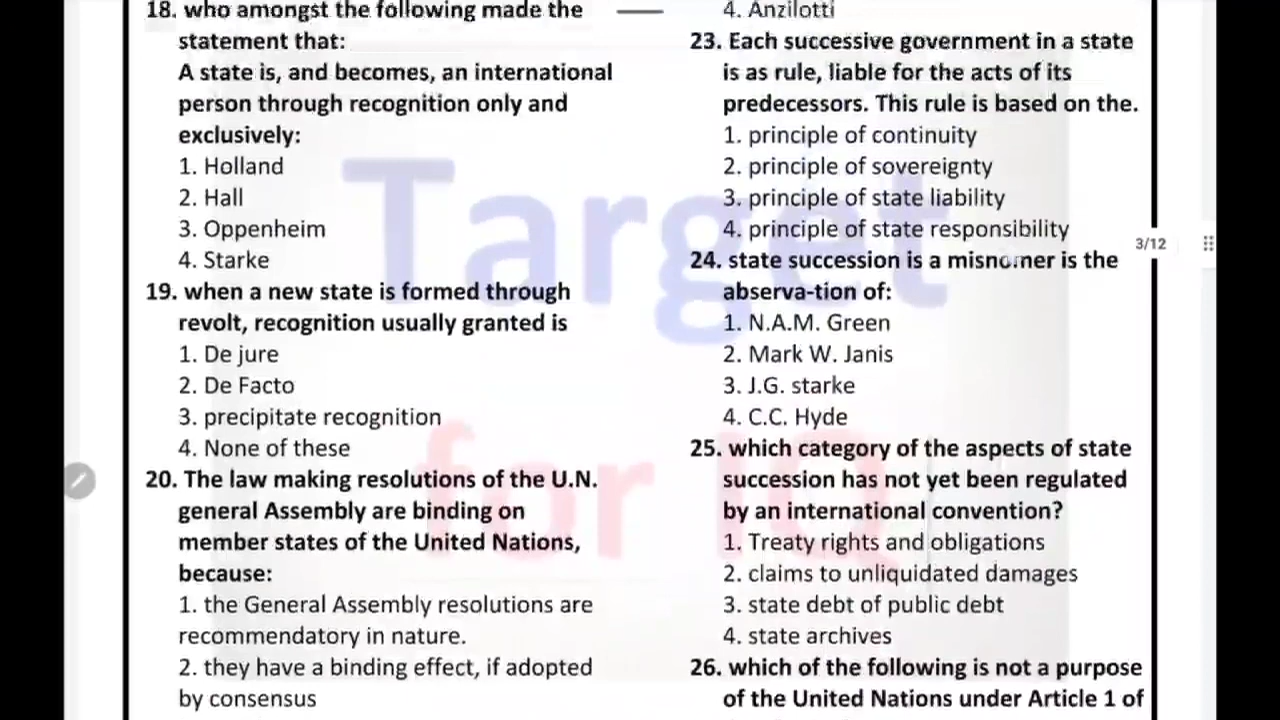 18. who amongst the following made the
statement that:
A state is, and becomes, an international
person through recognition only and
exclusively:
1. Holland
2. Hall
3. Oppenheim
4. Starke
19. when a new state is formed through
revolt, recognition usually granted is
1. De jure
2. De Facto
3. precipitate recognition
4. None of these
20. The law making resolutions of the U.N.
general Assembly are binding on
member states of the United Nations,
because:
1. the General Assembly resolutions are
recommendatory in nature.
2. they have a binding effect, if adopted
by consensus
4. Anzilotti
23. Each successive government in a state
is as rule, liable for the acts of its
predecessors. This rule is based on the.
1. principle of continuity
2. principle of sovereignty
3. principle of state liability
4. principle of state responsibility
24. state succession is a misnomer is the
observa-tion of:
1. N.A.M. Green
2. Mark W. Janis
3. J.G. starke
4. C.C. Hyde
25. which category of the aspects of state
succession has not yet been regulated
by an international convention?
1. Treaty rights and obligations
2. claims to unliquidated damages
3. state debt of public debt
4. state archives
26. which of the following is not a purpose
of the United Nations under Article 1 of
3/12
Target
for IQ